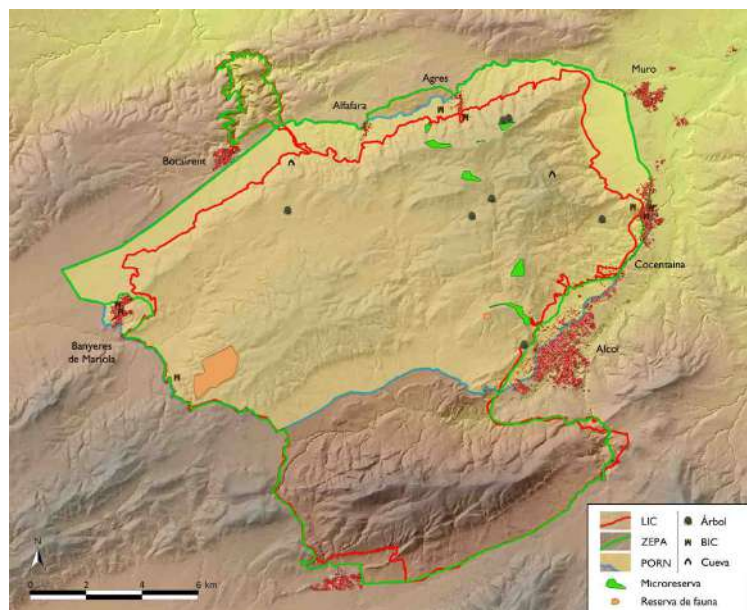 Muro
Agres
Alfafara
Bocairent
Cocentaina
Banyeres
de Mariola
Alcoi
N
0 2 4 6 km
LIC
ZEPA
PORN
Microreserva
Reserva de fauna
Árbol
BIC
Cueva